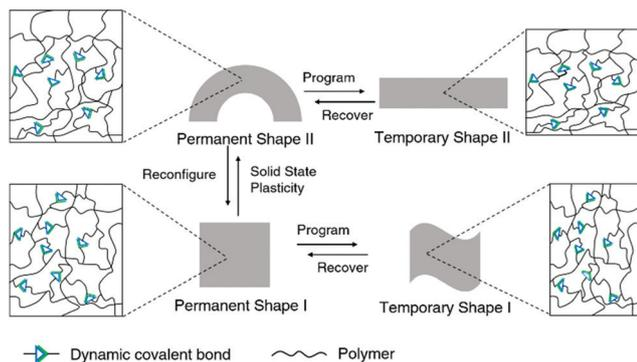 Program
Recover
Permanent Shape II
Temporary Shape II
Reconfigure
Solid State
Plasticity
Program
Recover
Permanent Shape I
Temporary Shape I
Dynamic covalent bond
Polymer